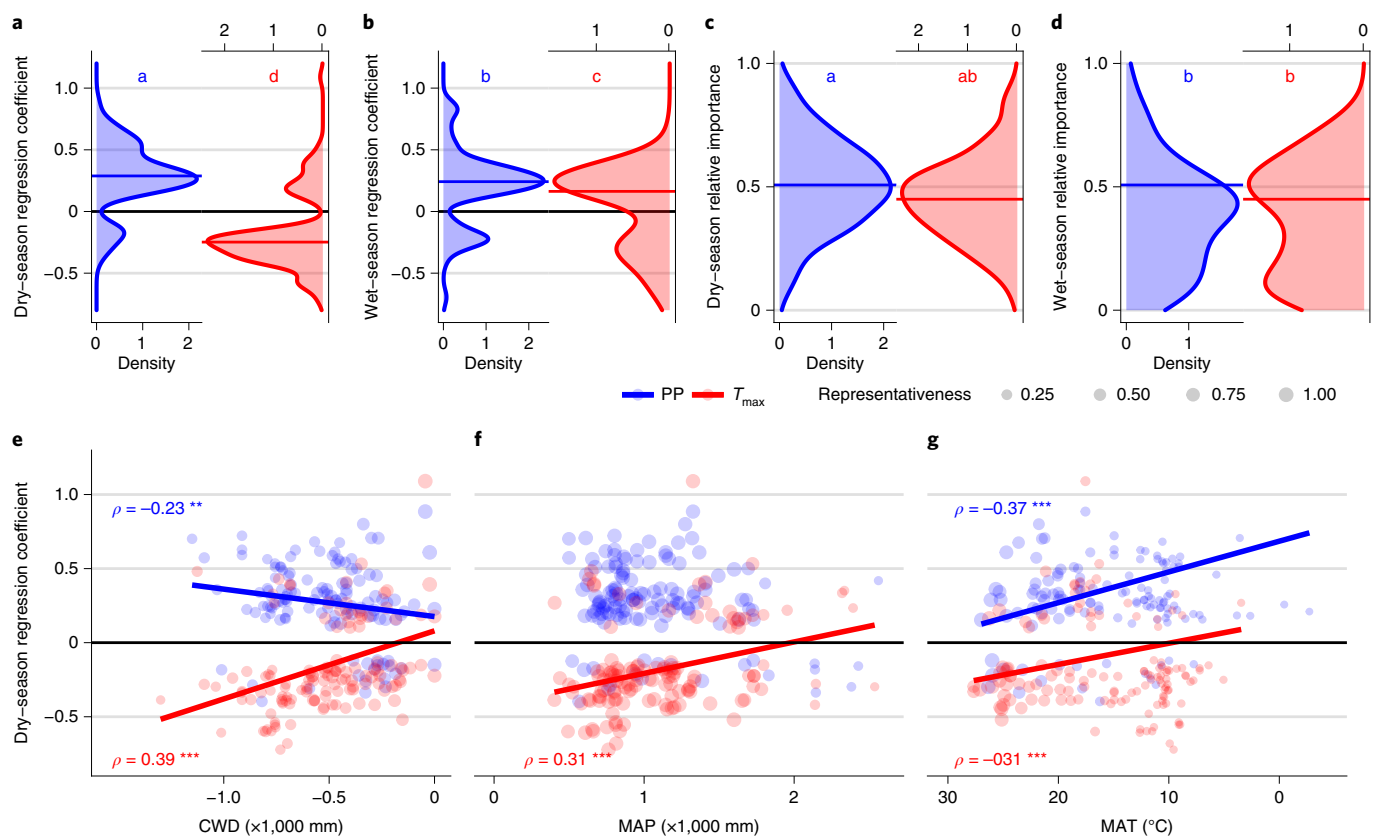 a
b
c
d
2 1 0
1 0
2 1 0
1 0
Dry–season regression coefficient
1.0
0.5
0
−0.5
a
d
0 1 2
Density
Wet–season regression coefficient
1.0
0.5
0
−0.5
b
c
0 1 2
Density
Dry–season relative importance
1.0
0.5
0
a
ab
0 1 2
Density
Wet–season relative importance
1.0
0.5
0
b
b
0 1
Density
PP Tmax Representativeness 0.25 0.50 0.75 1.00
e
f
g
Dry–season regression coefficient
1.0
0.5
0
−0.5
ρ = −0.23 **
ρ = 0.39 ***
−1.0 −0.5 0
CWD (×1,000 mm)
ρ = 0.31 ***
0 1 2
MAP (×1,000 mm)
ρ = −0.37 ***
ρ = −031 ***
30 20 10 0
MAT (°C)